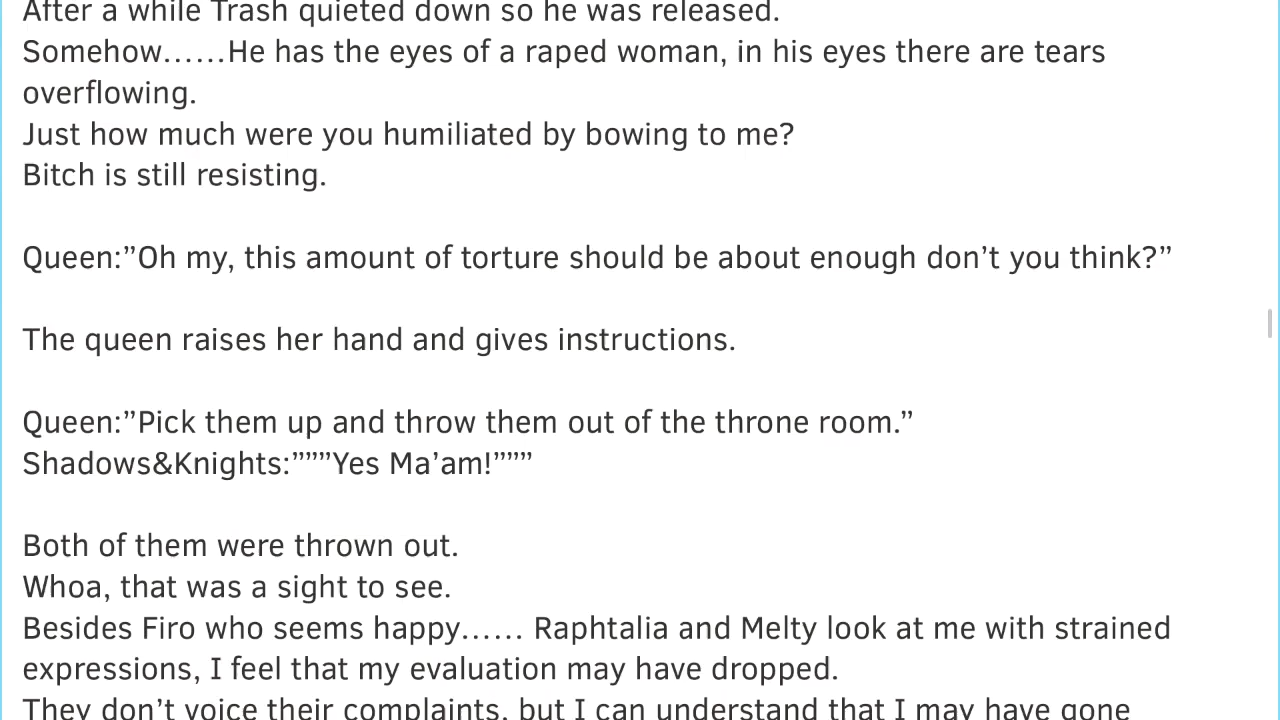 After a while Trash quieted down so he was released.
Somehow......He has the eyes of a raped woman, in his eyes there are tears
overflowing.
Just how much were you humiliated by bowing to me?
Bitch is still resisting.
Queen:”Oh my, this amount of torture should be about enough don’t you think?”
The queen raises her hand and gives instructions.
Queen:”Pick them up and throw them out of the throne room.”
Shadows&Knights:”””Yes Ma’am!”””
Both of them were thrown out.
Whoa, that was a sight to see.
Besides Firo who seems happy...... Raphtalia and Melty look at me with strained
expressions, I feel that my evaluation may have dropped.
They don’t voice their complaints, but I can understand that I may have gone